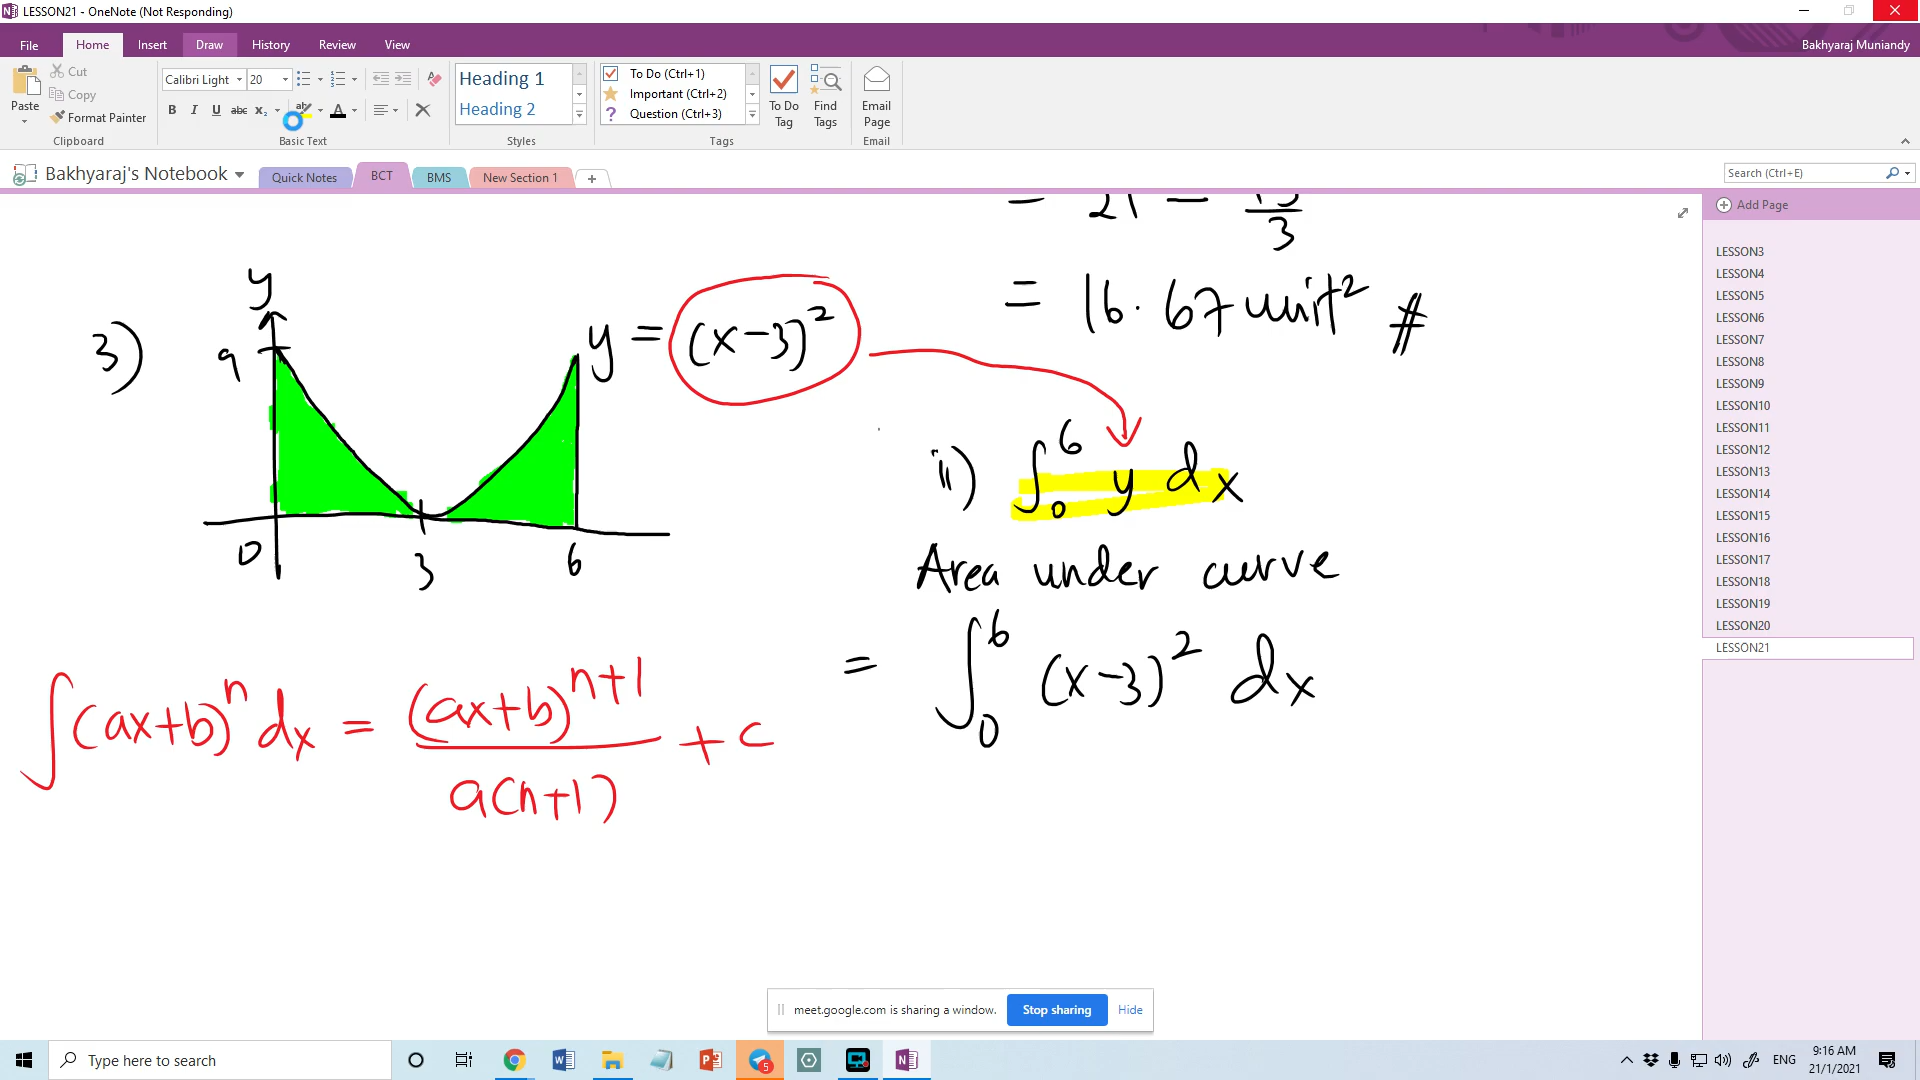 LESSON21 - OneNote (Not Responding)
File Home Insert Draw History Review View
Bakhyaraj Muniandy
Paste
Cut
Copy
Format Painter
Clipboard
Calibri Light 20
B I U abc x₂ A
Basic Text
Heading 1
Heading 2
Styles
To Do (Ctrl+1)
Important (Ctrl+2)
Question (Ctrl+3)
To Do Tag
Find Tags
Tags
Email Page
Email
Bakhyaraj's Notebook
Quick Notes BCT BMS New Section 1
Search (Ctrl+E)
Add Page
LESSON3
LESSON4
LESSON5
LESSON6
LESSON7
LESSON8
LESSON9
LESSON10
LESSON11
LESSON12
LESSON13
LESSON14
LESSON15
LESSON16
LESSON17
LESSON18
LESSON19
LESSON20
LESSON21
= 21 − /3
= 16.67 unit² #
3)
y
9
0 3 6
y = (x−3)²
ii) ∫₀⁶ y dx
Area under curve
= ∫₀⁶ (x−3)² dx
∫(ax+b)ⁿ dx = (ax+b)ⁿ⁺¹ / a(n+1) + c
meet.google.com is sharing a window. Stop sharing Hide
Type here to search
5
ENG
9:16 AM
21/1/2021